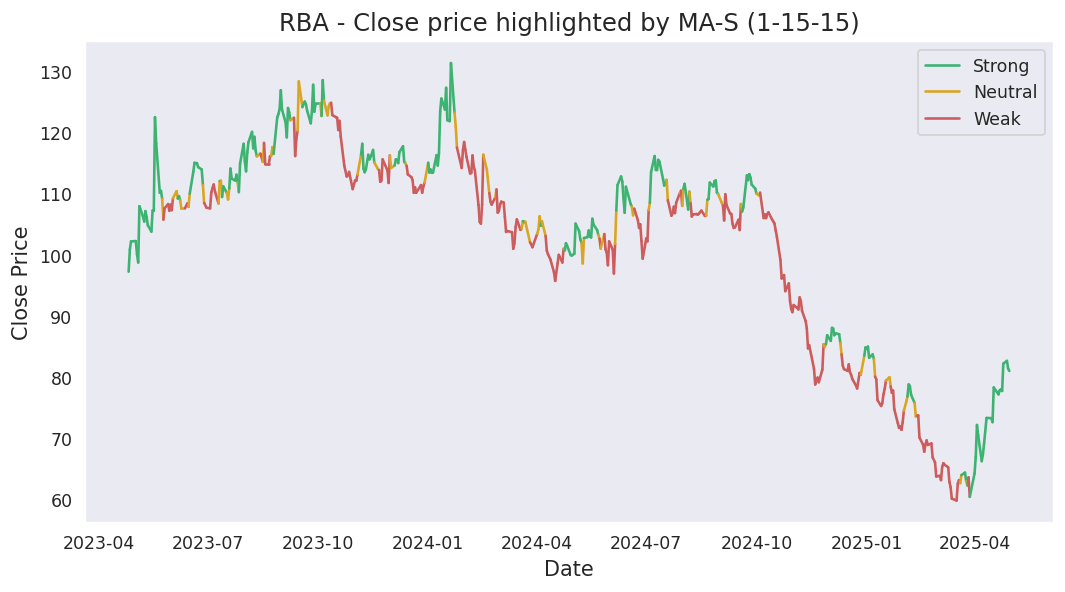 RBA - Close price highlighted by MA-S (1-15-15)
Strong
Neutral
Weak
Close Price
130
120
110
100
90
80
70
60
2023-04 2023-07 2023-10 2024-01 2024-04 2024-07 2024-10 2025-01 2025-04
Date